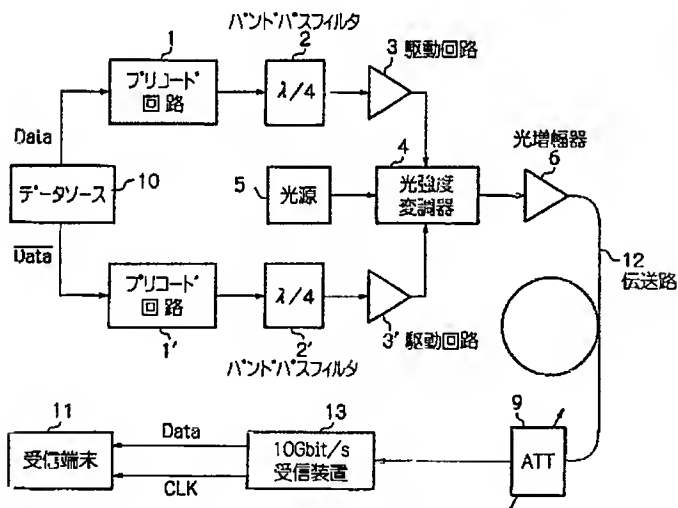 バンドパスフィルタ
1
2
3 駆動回路
プリコード
回路
λ/4
Data
光増幅器
4
6
データソース
10
5
光源
光強度
変調器
Data
12
伝送路
プリコード
回路
λ/4
1'
2'
3' 駆動回路
バンドパスフィルタ
11
13
9
受信端末
Data
CLK
10Gbit/s
受信装置
ATT